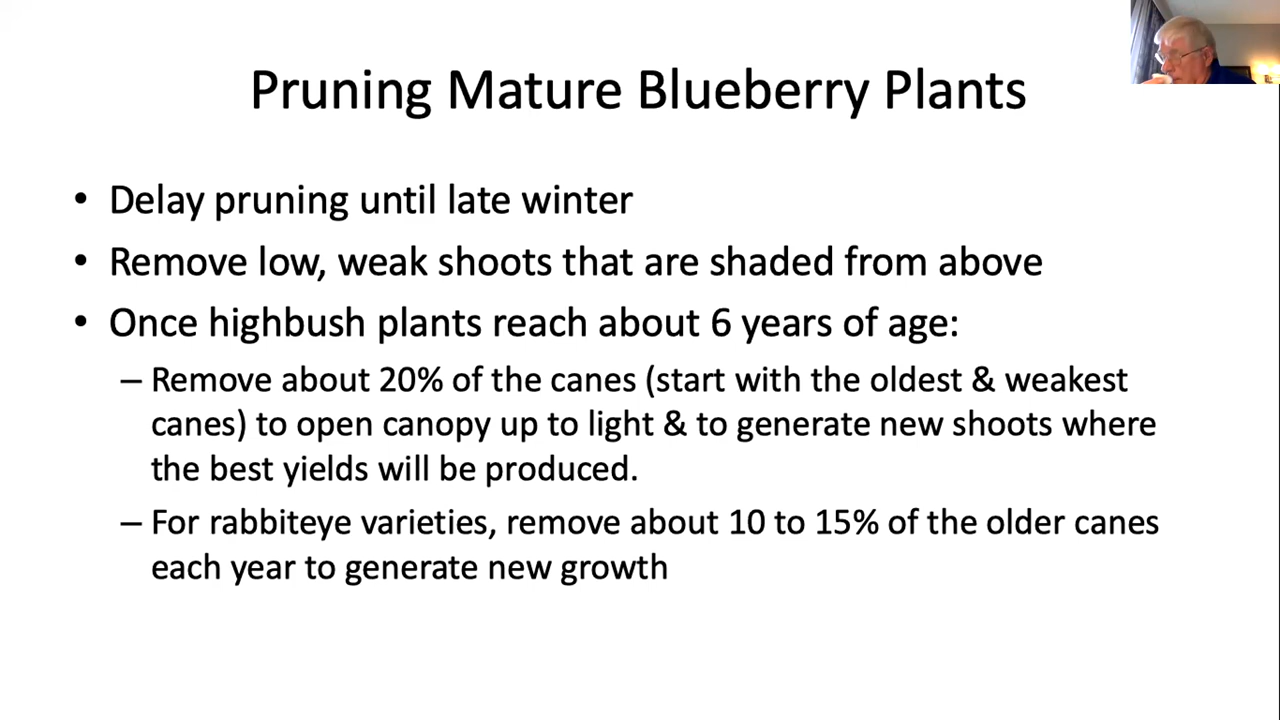 Pruning Mature Blueberry Plants
• Delay pruning until late winter
• Remove low, weak shoots that are shaded from above
• Once highbush plants reach about 6 years of age:
– Remove about 20% of the canes (start with the oldest & weakest
canes) to open canopy up to light & to generate new shoots where
the best yields will be produced.
– For rabbiteye varieties, remove about 10 to 15% of the older canes
each year to generate new growth